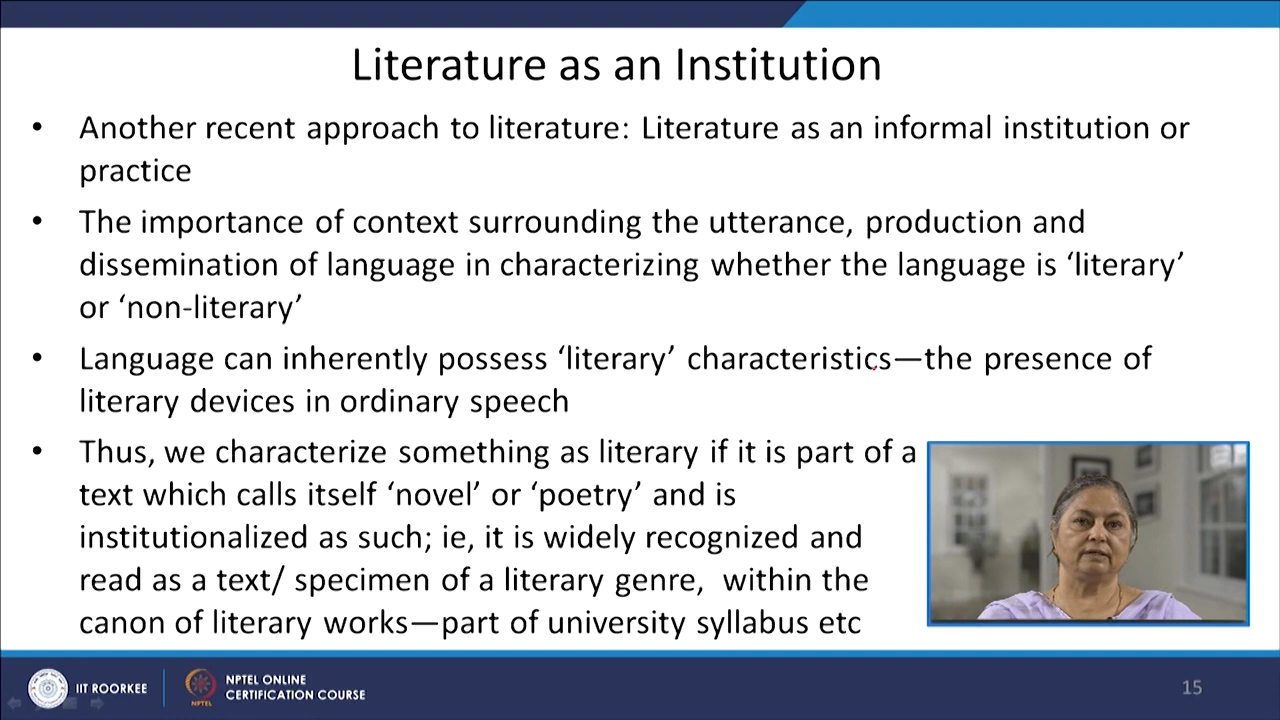 Literature as an Institution
• Another recent approach to literature: Literature as an informal institution or
practice
• The importance of context surrounding the utterance, production and
dissemination of language in characterizing whether the language is ‘literary’
or ‘non-literary’
• Language can inherently possess ‘literary’ characteristics—the presence of
literary devices in ordinary speech
• Thus, we characterize something as literary if it is part of a
text which calls itself ‘novel’ or ‘poetry’ and is
institutionalized as such; ie, it is widely recognized and
read as a text/ specimen of a literary genre, within the
canon of literary works—part of university syllabus etc
IIT ROORKEE
NPTEL
NPTEL ONLINE
CERTIFICATION COURSE
15